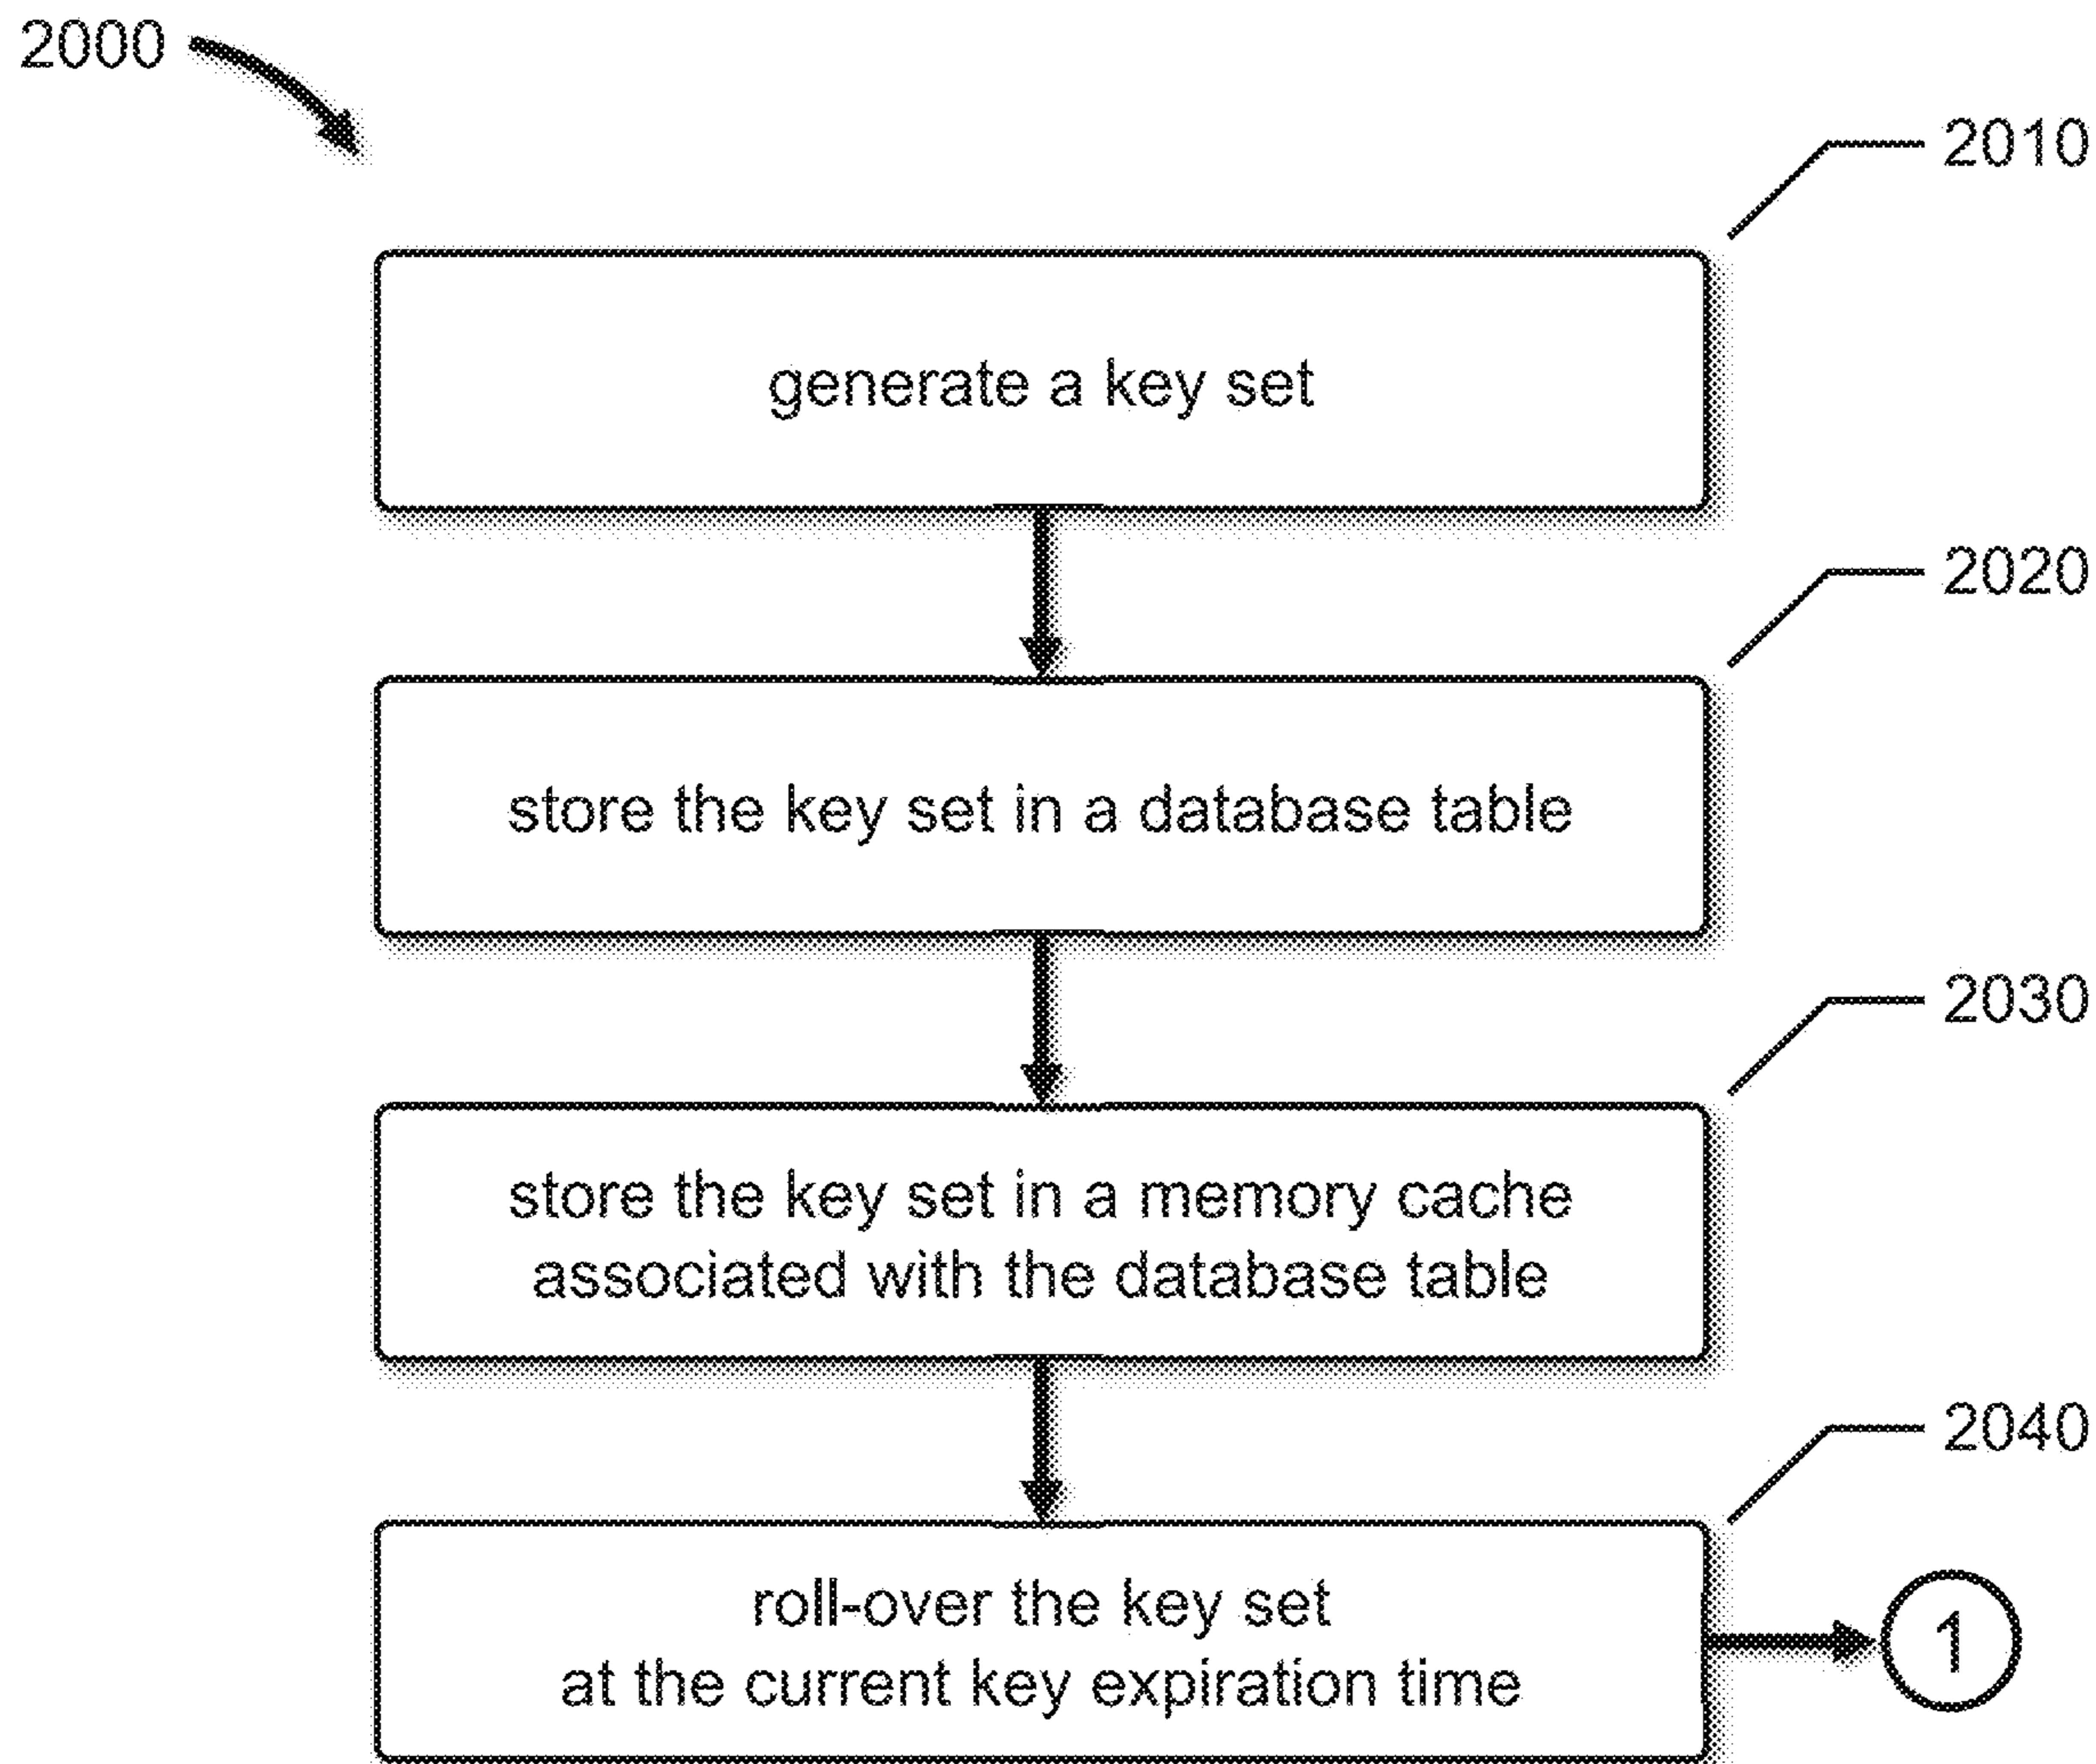 2000
2010
generate a key set
2020
store the key set in a database table
2030
store the key set in a memory cache
associated with the database table
2040
roll-over the key set
at the current key expiration time
1